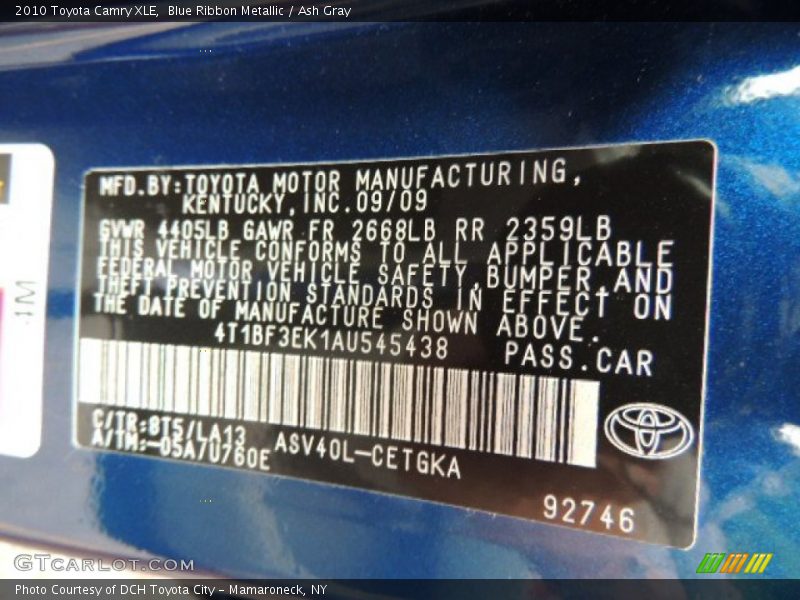 2010 Toyota Camry XLE,  Blue Ribbon Metallic / Ash Gray
MFD.BY:TOYOTA MOTOR MANUFACTURING,
KENTUCKY,INC.09/09
GVWR 4405LB GAWR FR 2668LB RR 2359LB
THIS VEHICLE CONFORMS TO ALL APPLICABLE
FEDERAL MOTOR VEHICLE SAFETY,BUMPER,AND
THEFT PREVENTION STANDARDS IN EFFECT ON
THE DATE OF MANUFACTURE SHOWN ABOVE.
4T1BF3EK1AU545438 PASS.CAR
C/TR:8T5/LA13
A/TM:-05A/U760E ASV40L-CETGKA
92746
GTCARLOT.COM
Photo Courtesy of DCH Toyota City - Mamaroneck, NY